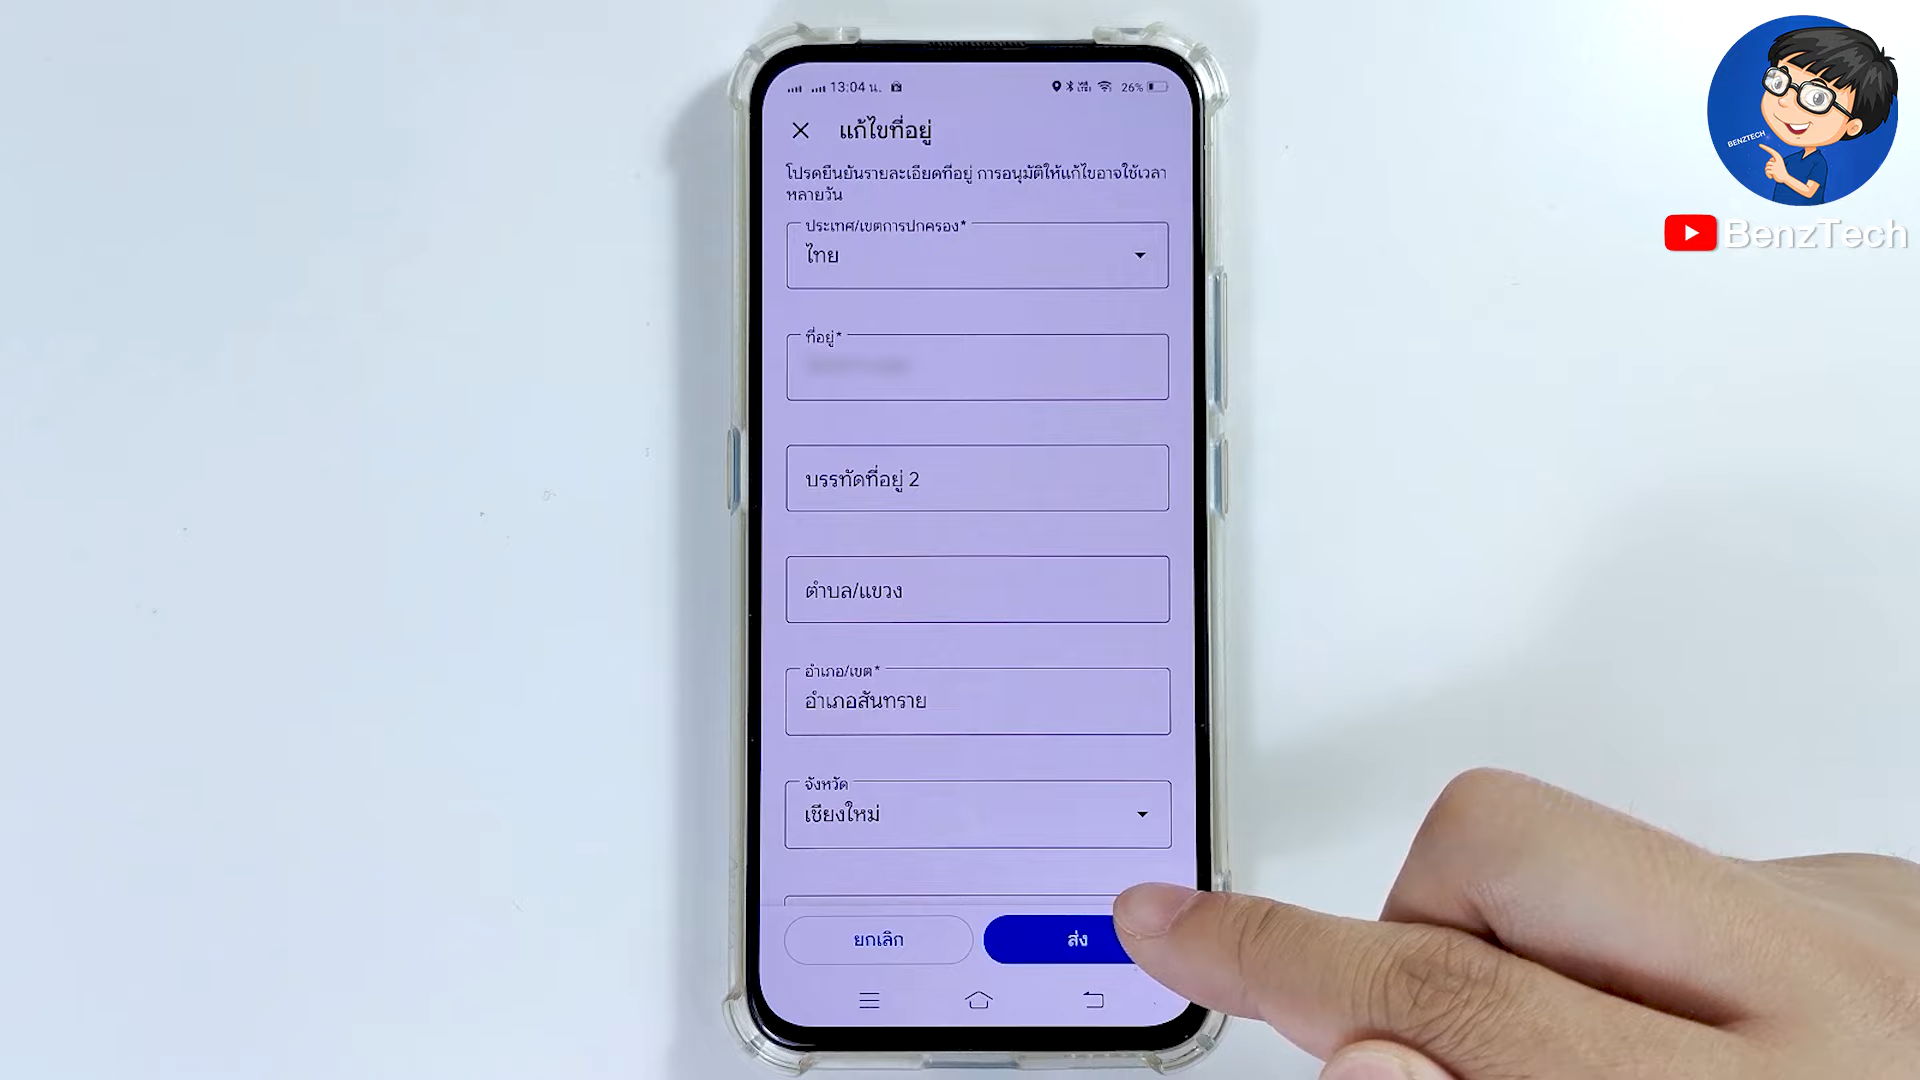 13:04 น.
26%
แก้ไขที่อยู่
โปรดยืนยันรายละเอียดที่อยู่ การอนุมัติให้แก้ไขอาจใช้เวลา
หลายวัน
ประเทศ/เขตการปกครอง*
ไทย
ที่อยู่*
บรรทัดที่อยู่ 2
ตำบล/แขวง
อำเภอ/เขต*
อำเภอสันทราย
จังหวัด
เชียงใหม่
ยกเลิก
ส่ง
BENZTECH
BenzTech